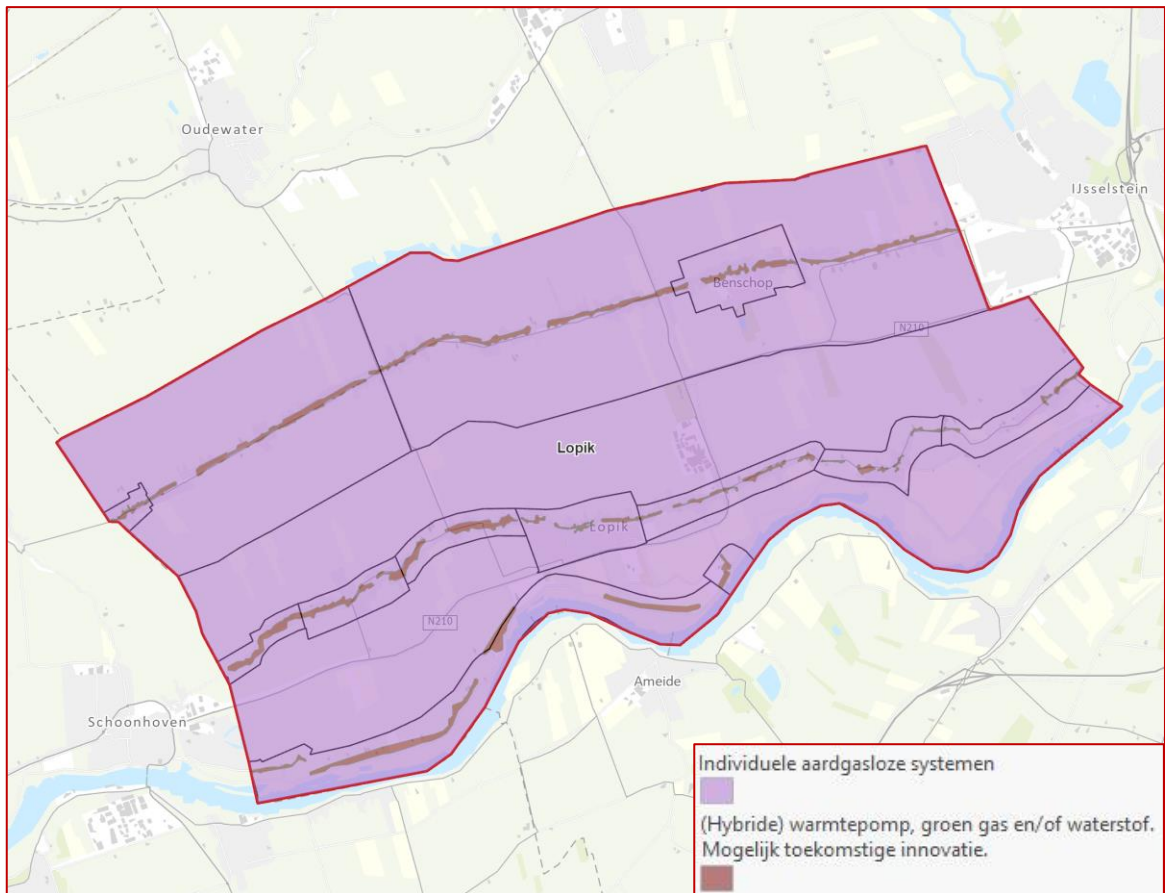 Oudewater
IJsselstein
Benschop
N210
Lopik
Lopik
N210
Ameide
Schoonhoven
Individuele aardgasloze systemen
(Hybride) warmtepomp, groen gas en/of waterstof.
Mogelijk toekomstige innovatie.